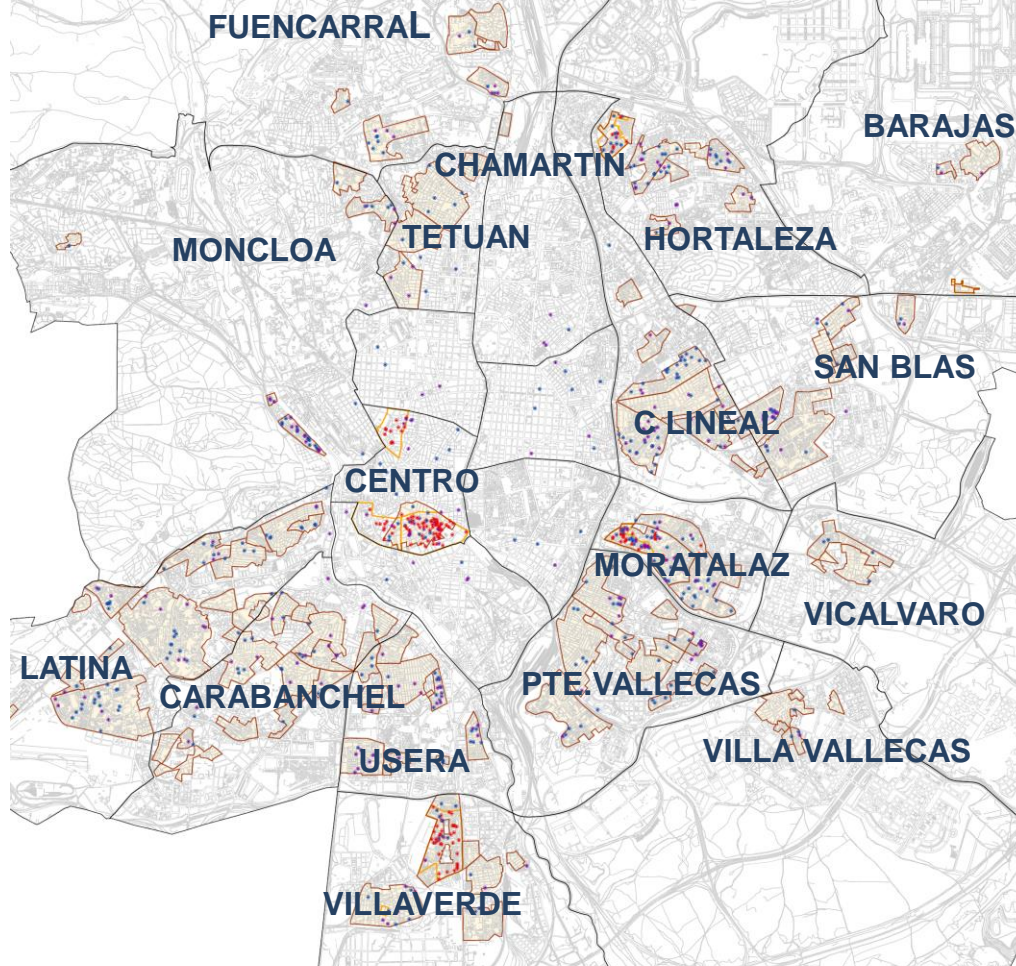 FUENCARRAL
BARAJAS
CHAMARTIN
TETUAN
HORTALEZA
MONCLOA
SAN BLAS
C LINEAL
CENTRO
MORATALAZ
VICALVARO
LATINA
CARABANCHEL
PTE.VALLECAS
VILLA VALLECAS
USERA
VILLAVERDE